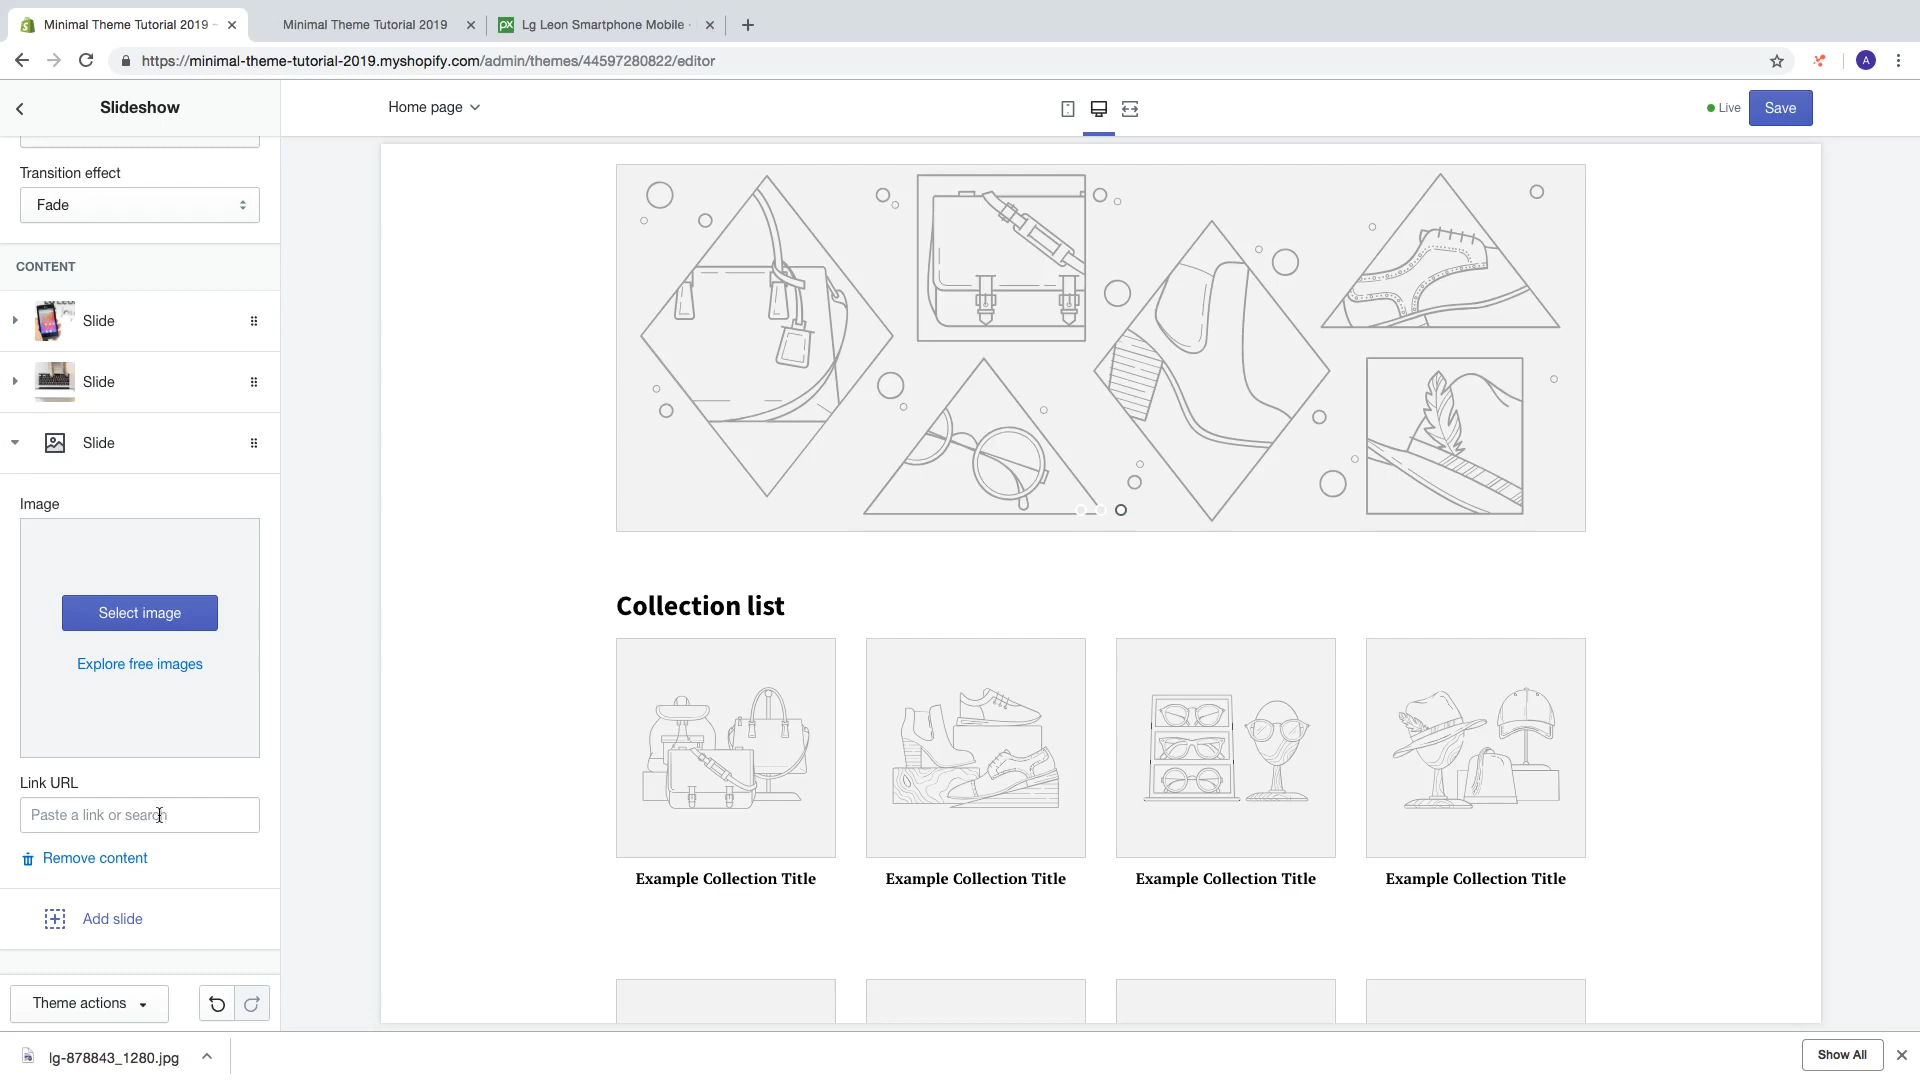 Minimal Theme Tutorial 2019 -
Minimal Theme Tutorial 2019
px
Lg Leon Smartphone Mobile ·
https://minimal-theme-tutorial-2019.myshopify.com/admin/themes/44597280822/editor
A
Slideshow
Home page
Live
Save
Transition effect
Fade
CONTENT
Slide
Slide
Slide
Image
Select image
Explore free images
Link URL
Paste a link or search
Remove content
Add slide
Theme actions
Collection list
Example Collection Title
Example Collection Title
Example Collection Title
Example Collection Title
lg-878843_1280.jpg
Show All